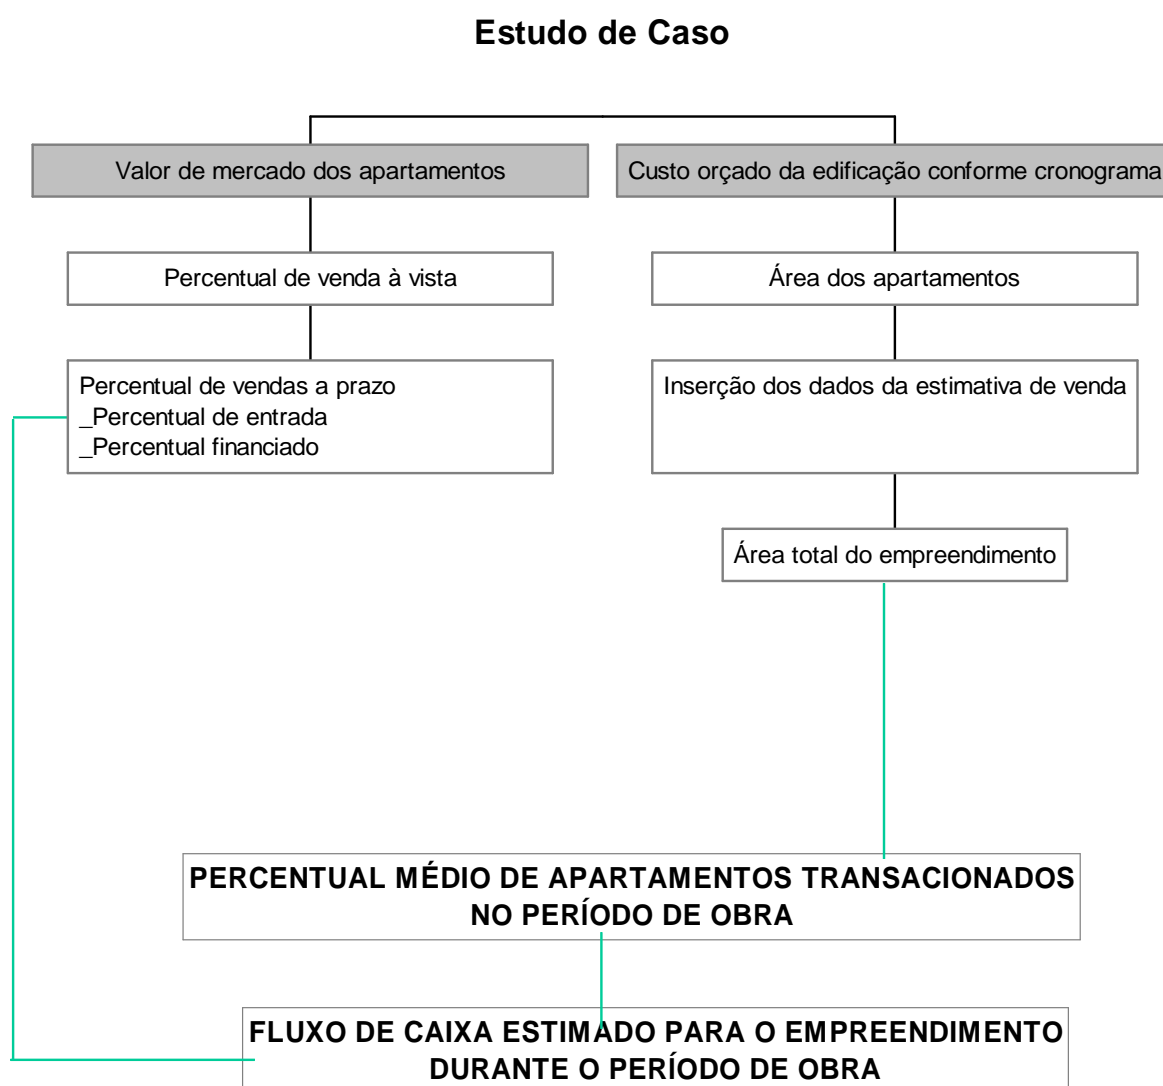 Estudo de Caso
Valor de mercado dos apartamentos
Custo orçado da edificação conforme cronograma
Percentual de venda à vista
Área dos apartamentos
Percentual de vendas a prazo
_Percentual de entrada
_Percentual financiado
Inserção dos dados da estimativa de venda
Área total do empreendimento
PERCENTUAL MÉDIO DE APARTAMENTOS TRANSACIONADOS
NO PERÍODO DE OBRA
FLUXO DE CAIXA ESTIMADO PARA O EMPREENDIMENTO
DURANTE O PERÍODO DE OBRA